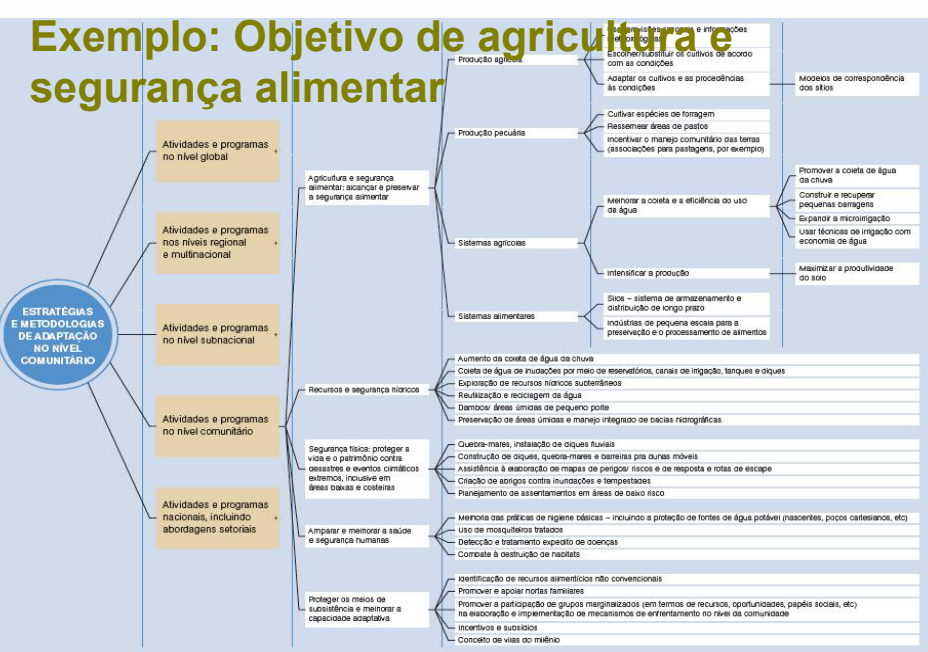 Exemplo: Objetivo de agricultura e
segurança alimentar
ESTRATÉGIAS
E METODOLOGIAS
DE ADAPTAÇÃO
NO NÍVEL
COMUNITÁRIO
Atividades e programas
no nível global
Atividades e programas
nos níveis regional
e multinacional
Atividades e programas
no nível subnacional
Atividades e programas
no nível comunitário
Atividades e programas
nacionais, incluindo
abordagens setoriais
Agricultura e segurança
alimentar: alcançar e preservar
a segurança alimentar
Produção agrícola
e informações
Escolher/substituir os cultivos de acordo
com as condições
Adaptar os cultivos e as procedências
às condições
Modelos de correspondência
dos sítios
Produção pecuária
Cultivar espécies de forragem
Ressemear áreas de pastos
Incentivar o manejo comunitário das terras
(associações para pastagens, por exemplo)
Sistemas agrícolas
Melhorar a coleta e a eficiência do uso
da água
Promover a coleta de água
da chuva
Construir e recuperar
pequenas barragens
Expandir a microirrigação
Usar técnicas de irrigação com
economia de água
Intensificar a produção
Maximizar a produtividade
do solo
Sistemas alimentares
Silos – sistema de armazenamento e
distribuição de longo prazo
Indústrias de pequena escala para a
preservação e o processamento de alimentos
Recursos e segurança hídricos
Aumento da coleta de água da chuva
Coleta de água de inudações por meio de reservatórios, canais de irrigação, tanques e diques
Exploração de recursos hídricos subterrâneos
Reutilização e reciclagem da água
Dambos/ áreas úmidas de pequeno porte
Preservação de áreas úmidas e manejo integrado de bacias hidrográficas
Segurança física: proteger a
vida e o patrimônio contra
desastres e eventos climáticos
extremos, inclusive em
áreas baixas e costeiras
Quebra-mares, instalação de diques fluviais
Construção de diques, quebra-mares e barreiras pra dunas móveis
Assistência à elaboração de mapas de perigos/ riscos e de resposta e rotas de escape
Criação de abrigos contra inundações e tempestades
Planejamento de assentamentos em áreas de baixo risco
Amparar e melhorar a saúde
e segurança humanas
Melhoria das práticas de higiene básicas – incluindo a proteção de fontes de água potável (nascentes, poços cartesianos, etc)
Uso de mosquiteiros tratados
Detecção e tratamento expedito de doenças
Combate à destruição de habitats
Proteger os meios de
subsistência e melhorar a
capacidade adaptativa
Identificação de recursos alimentícios não convencionais
Promover e apoiar hortas familiares
Promover a participação de grupos marginalizados (em termos de recursos, oportunidades, papéis sociais, etc)
na elaboração e implementação de mecanismos de enfrentamento no nível da comunidade
Incentivos e subsídios
Conceito de vilas do milênio